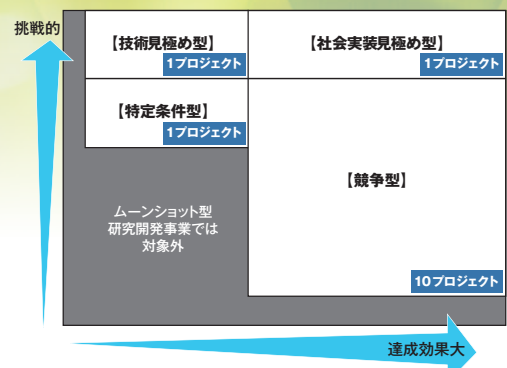 挑戦的
【技術見極め型】
1プロジェクト
【社会実装見極め型】
1プロジェクト
【特定条件型】
1プロジェクト
【競争型】
10プロジェクト
ムーンショット型
研究開発事業では
対象外
達成効果大